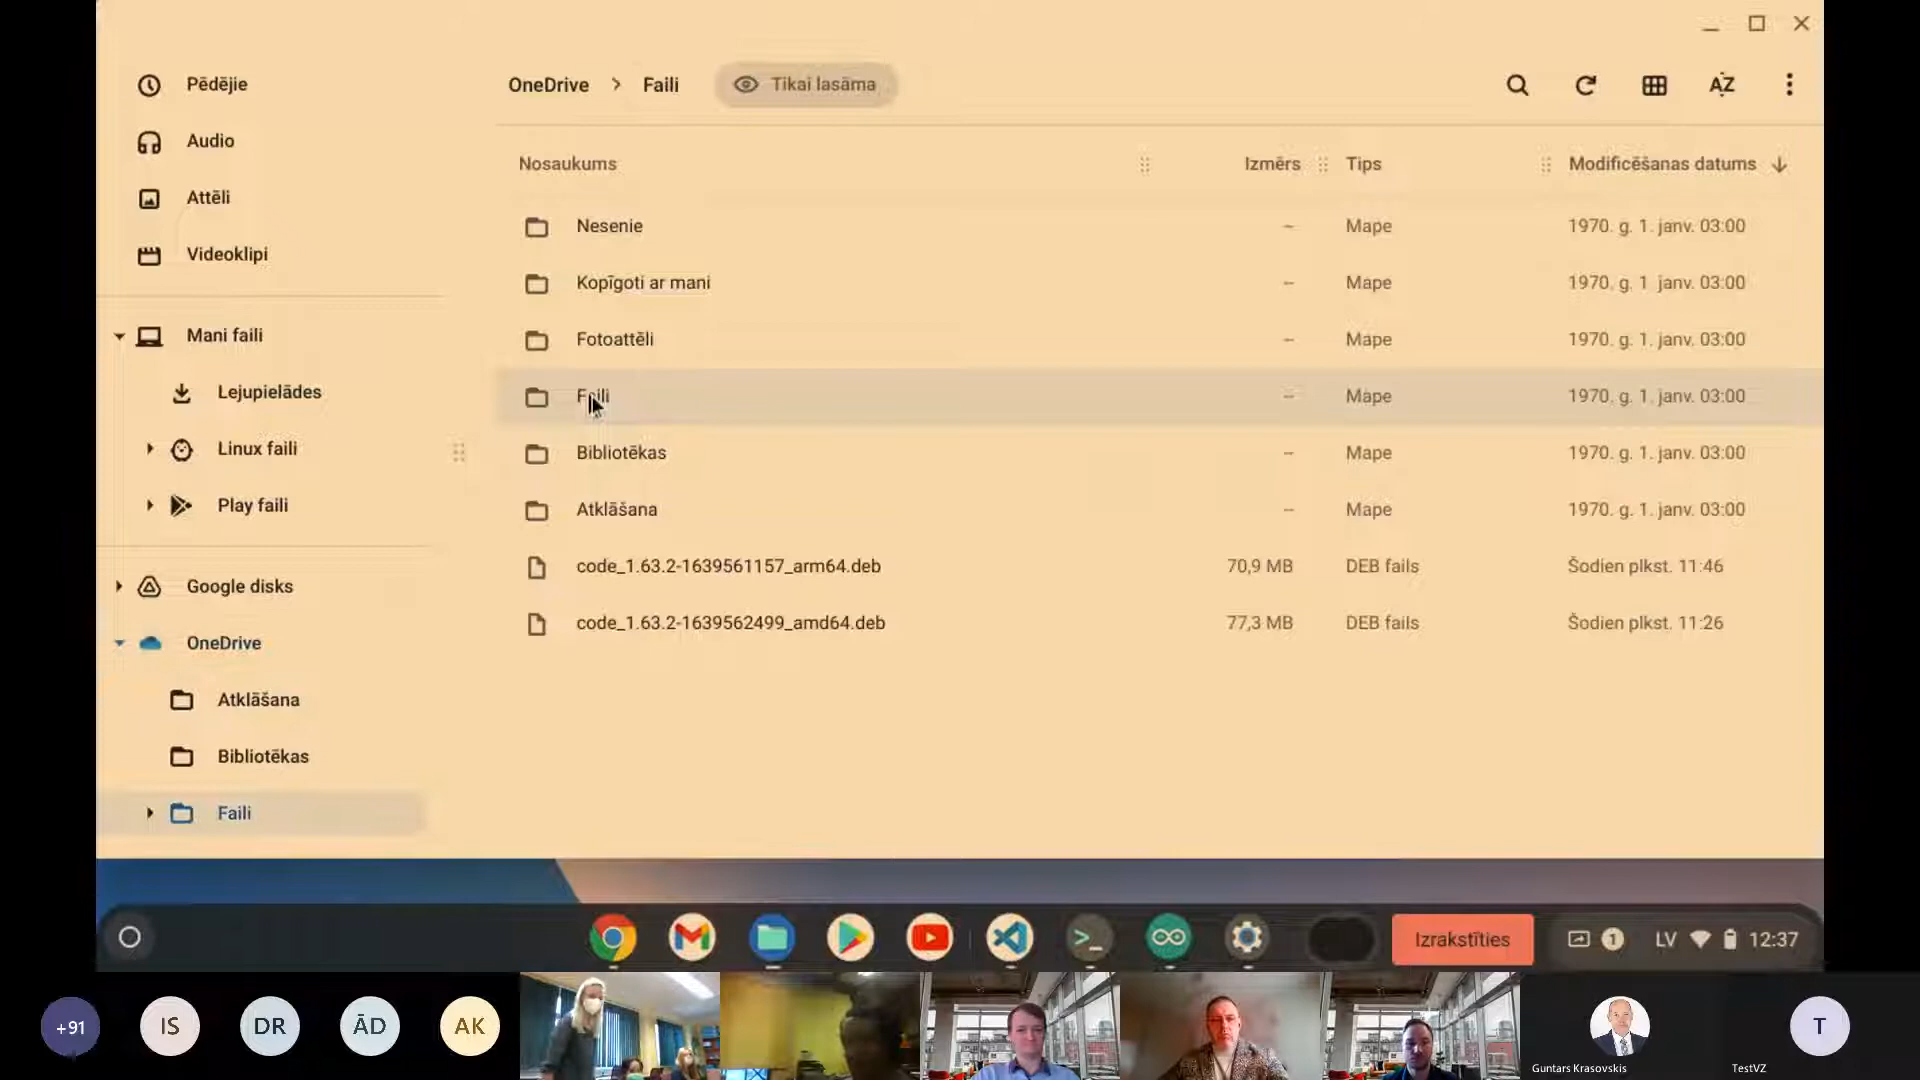 Pēdējie
Audio
Attēli
Videoklipi
Mani faili
Lejupielādes
Linux faili
Play faili
Google disks
OneDrive
Atklāšana
Bibliotēkas
Faili
OneDrive > Faili Tikai lasāma
AZ
Nosaukums Izmērs Tips Modificēšanas datums
Nesenie -- Mape 1970. g. 1. janv. 03:00
Kopīgoti ar mani -- Mape 1970. g. 1 janv. 03:00
Fotoattēli -- Mape 1970. g. 1. janv. 03:00
Faili -- Mape 1970. g. 1. janv. 03:00
Bibliotēkas -- Mape 1970. g. 1. janv. 03:00
Atklāšana -- Mape 1970. g. 1. janv. 03:00
code_1.63.2-1639561157_arm64.deb 70,9 MB DEB fails Šodien plkst. 11:46
code_1.63.2-1639562499_amd64.deb 77,3 MB DEB fails Šodien plkst. 11:26
Izrakstīties 1 LV 12:37
+91 IS DR ĀD AK T
Guntars Krasovskis TestVZ